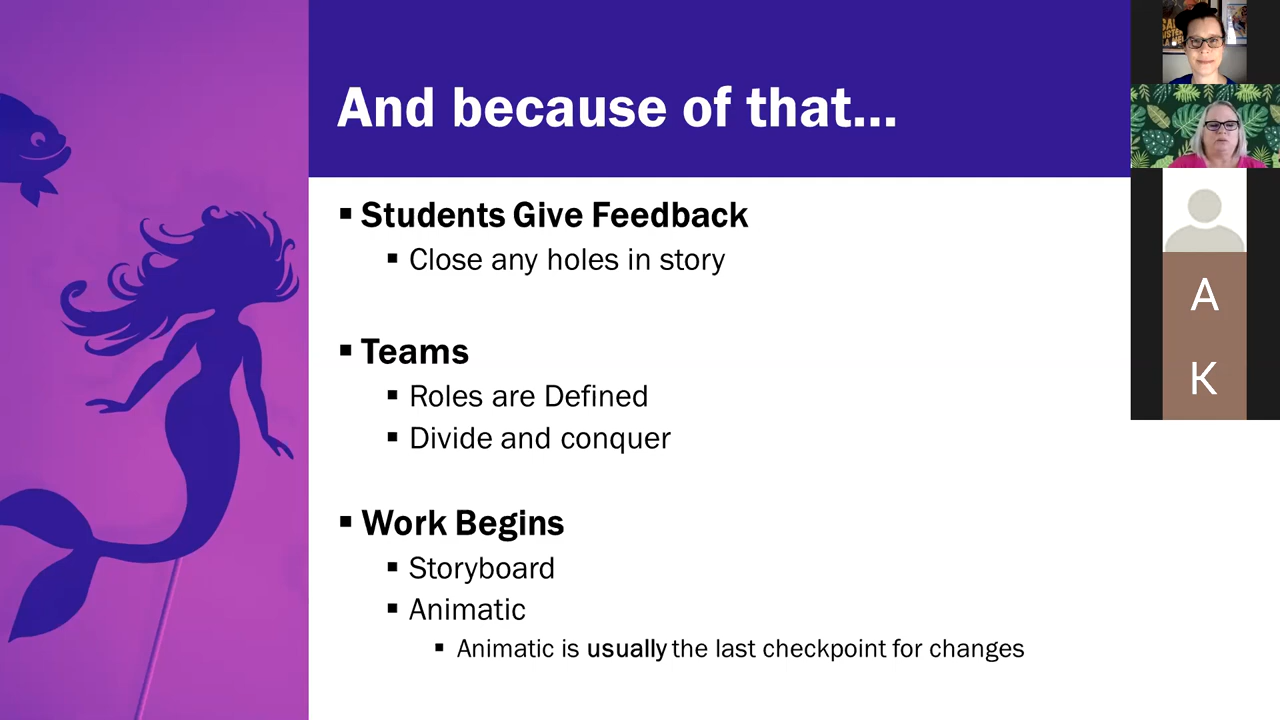 And because of that...
Students Give Feedback
Close any holes in story
Teams
Roles are Defined
Divide and conquer
Work Begins
Storyboard
Animatic
Animatic is usually the last checkpoint for changes
A
K